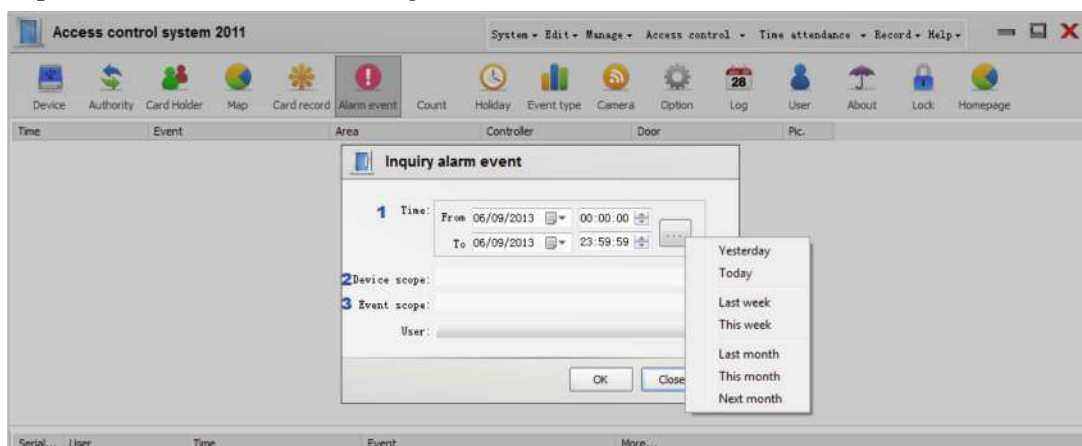 Access control system 2011 System Edit Manage Access control Time attendance Record Help
Device Authority Card Holder Map Card record Alarm event Count Holiday Event type Camera Option Log User About Lock Homepage
28
Time Event Area Controller Door Pic.
Inquiry alarm event
1 Time: From 06/09/2013 00:00:00
To 06/09/2013 23:59:59 ....
2 Device scope:
3 Event scope:
User:
OK Close
Yesterday
Today
Last week
This week
Last month
This month
Next month
Serial... User Time Event More...